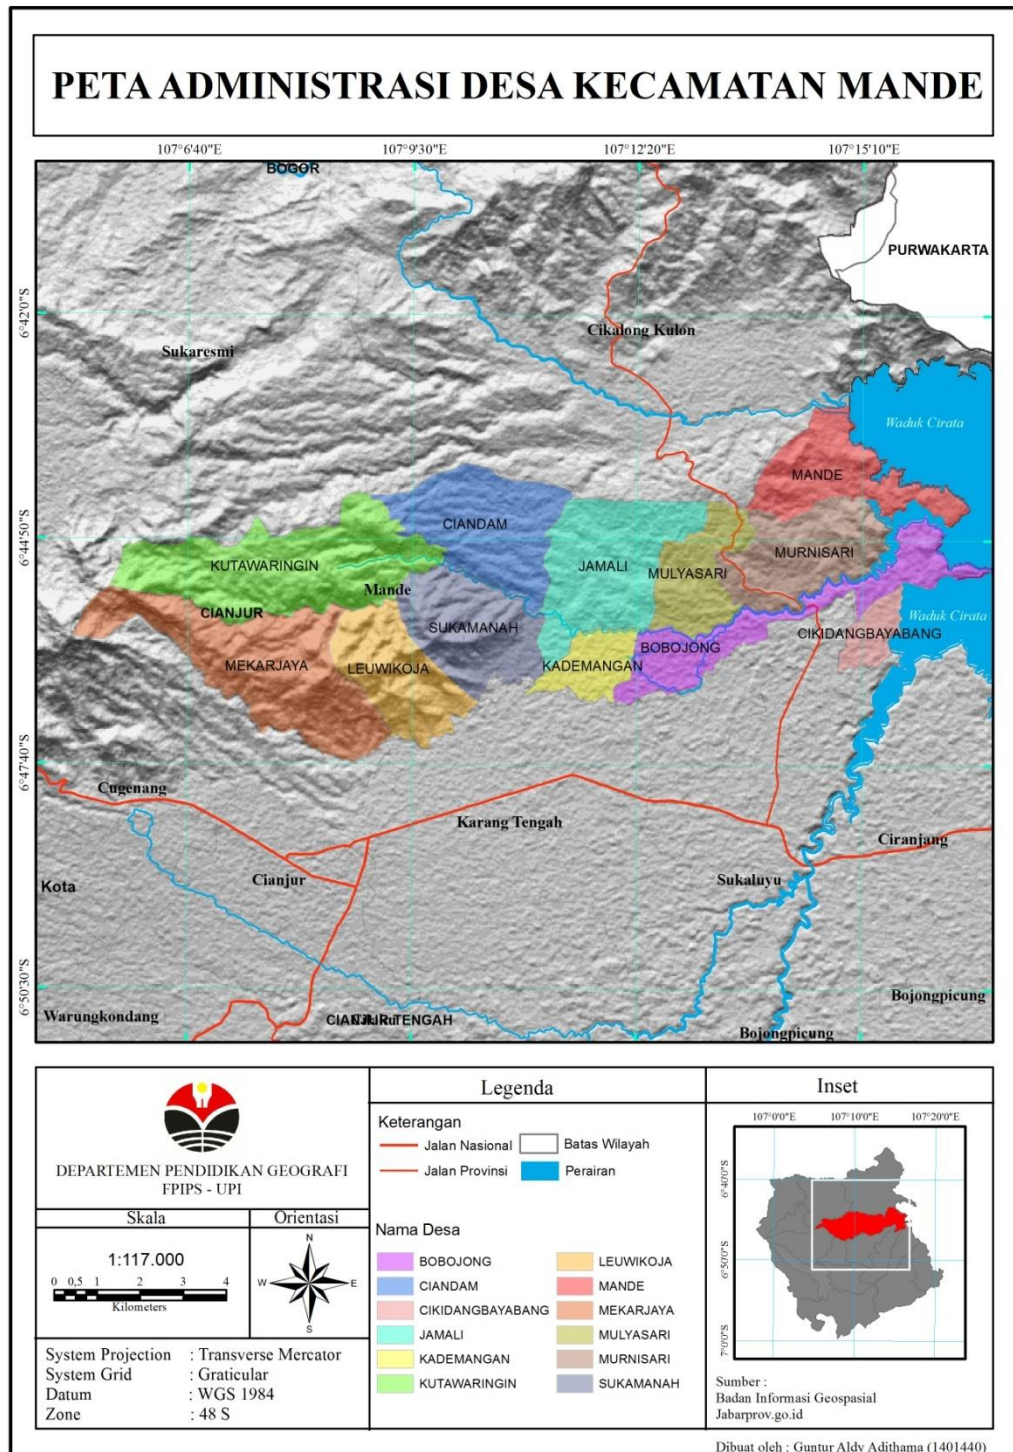 PETA ADMINISTRASI DESA KECAMATAN MANDE
107°6'40"E 107°9'30"E 107°12'20"E 107°15'10"E
BOGOR
PURWAKARTA
6°42'0"S
Cikalong Kulon
Sukaresmi
Waduk Cirata
MANDE
CIANDAM
6°44'50"S
MURNISARI
KUTAWARINGIN
JAMALI
MULYASARI
Mande
CIANJUR
Waduk Cirata
SUKAMANAH
CIKIDANGBAYABANG
BOBOJONG
MEKARJAYA
LEUWIKOJA
KADEMANGAN
6°47'40"S
Cugenang
Karang Tengah
Ciranjang
Cianjur
Sukaluyu
Kota
6°50'30"S
Bojongpicung
Warungkondang
CIANJUR TENGAH
Bojongpicung
DEPARTEMEN PENDIDIKAN GEOGRAFI
FPIPS - UPI
Skala
1:117.000
0 0,5 1 2 3 4
Kilometers
Orientasi
N
W E
S
System Projection : Transverse Mercator
System Grid : Graticular
Datum : WGS 1984
Zone : 48 S
Legenda
Keterangan
Jalan Nasional
Batas Wilayah
Jalan Provinsi
Perairan
Nama Desa
BOBOJONG
CIANDAM
CIKIDANGBAYABANG
JAMALI
KADEMANGAN
KUTAWARINGIN
LEUWIKOJA
MANDE
MEKARJAYA
MULYASARI
MURNISARI
SUKAMANAH
Inset
107°0'0"E 107°10'0"E 107°20'0"E
6°40'0"S
6°50'0"S
7°0'0"S
Sumber :
Badan Informasi Geospasial
Jabarprov.go.id
Dibuat oleh : Guntur Aldy Adithama (1401440)